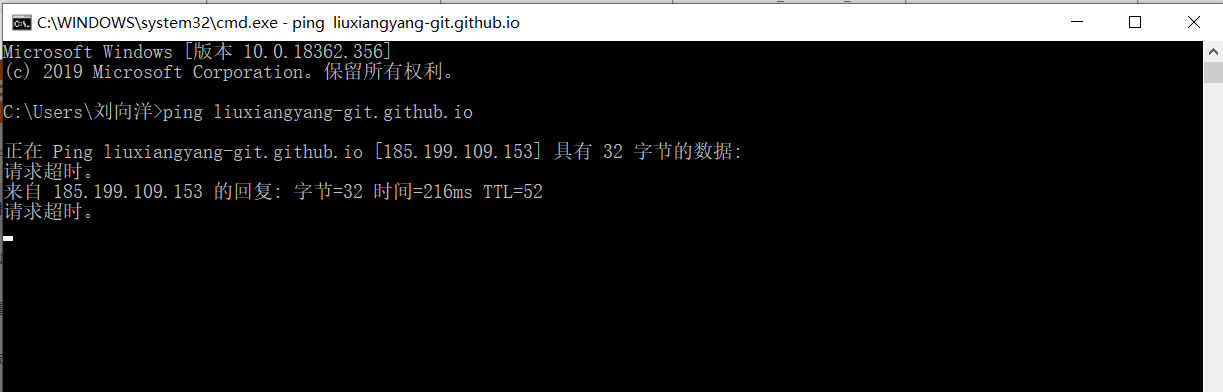 C:\WINDOWS\system32\cmd.exe - ping  liuxiangyang-git.github.io
Microsoft Windows [版本 10.0.18362.356]
(c) 2019 Microsoft Corporation。保留所有权利。
C:\Users\刘向洋>ping liuxiangyang-git.github.io
正在 Ping liuxiangyang-git.github.io [185.199.109.153] 具有 32 字节的数据:
请求超时。
来自 185.199.109.153 的回复: 字节=32 时间=216ms TTL=52
请求超时。